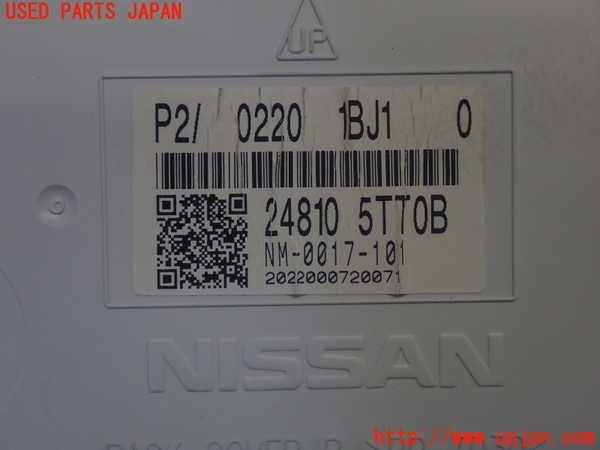 USED PARTS JAPAN
UP
P2/ 0220 1BJ1 0
24810 5TT0B
NM-0017-101
2022000720071
NISSAN
http://www.upjpn.com/